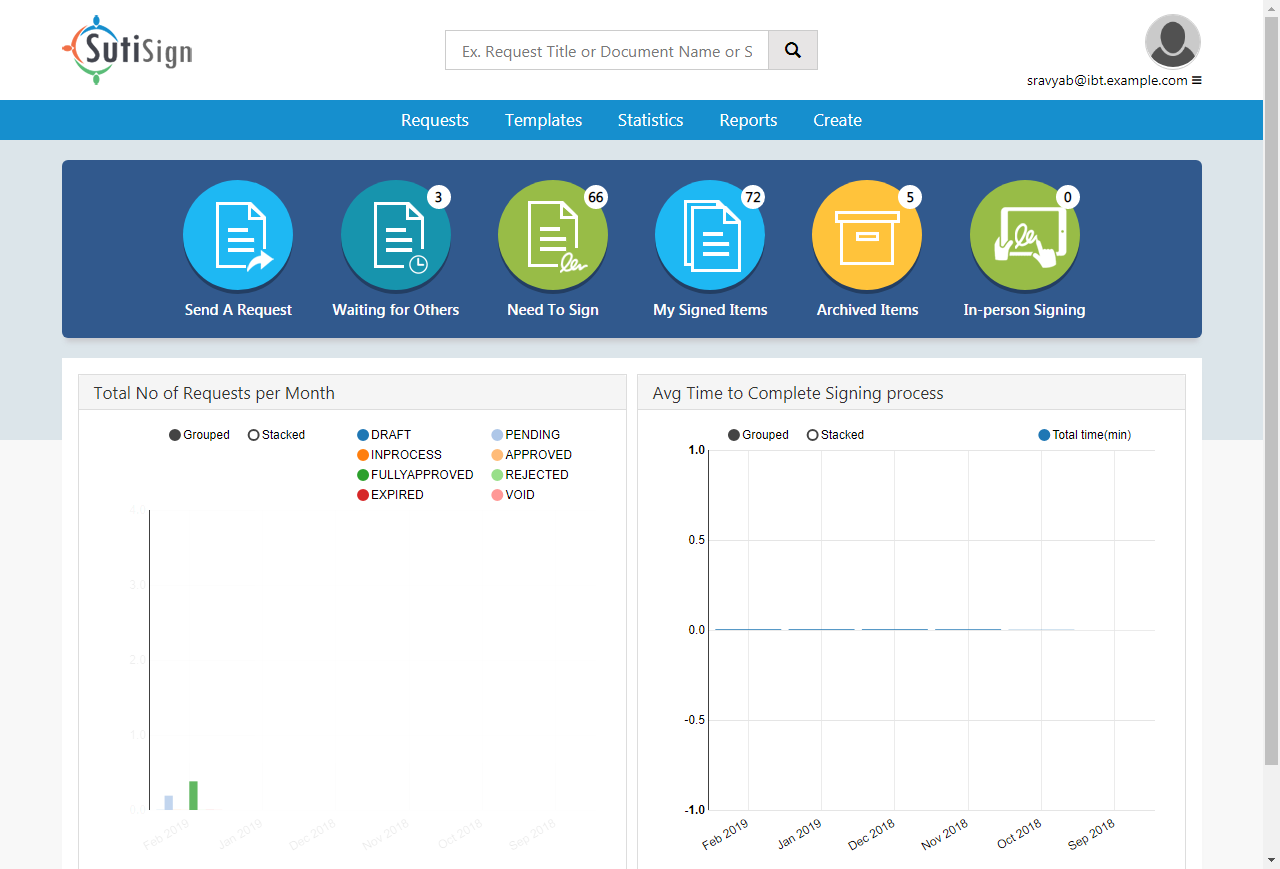 SutiSign
Ex. Request Title or Document Name or S
sravyab@ibt.example.com
Requests Templates Statistics Reports Create
3 66 72 5 0
Send A Request Waiting for Others Need To Sign My Signed Items Archived Items In-person Signing
Total No of Requests per Month
Grouped Stacked DRAFT PENDING
INPROCESS APPROVED
FULLYAPPROVED REJECTED
EXPIRED VOID
3.0
2.0
1.0
0.0
Feb 2019 Jan 2019 Dec 2018 Nov 2018 Oct 2018 Sep 2018
Avg Time to Complete Signing process
Grouped Stacked Total time(min)
1.0
0.5
0.0
-0.5
-1.0
Feb 2019 Jan 2019 Dec 2018 Nov 2018 Oct 2018 Sep 2018